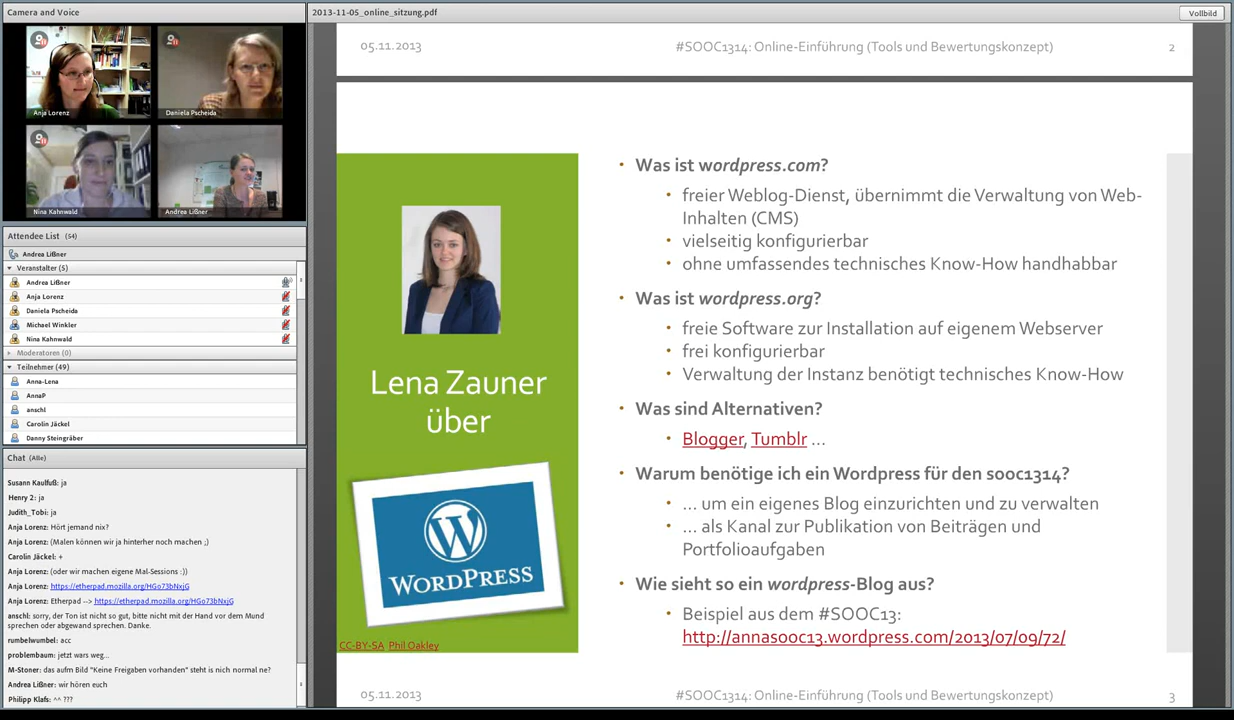 Camera and Voice
Anja Lorenz
Daniela Pscheida
Nina Kahnwald
Andrea Lißner
Attendee List (54)
Andrea Lißner
Veranstalter (5)
Andrea Lißner
Anja Lorenz
Daniela Pscheida
Michael Winkler
Nina Kahnwald
Moderatoren (0)
Teilnehmer (49)
Anna-Lena
AnnaP
anschl
Carolin Jäckel
Danny Steingräber
Chat (Alle)
Susann Kaulfuß: ja
Henry 2: ja
Judith_Tobi: ja
Anja Lorenz: Hört jemand nix?
Anja Lorenz: (Malen können wir ja hinterher noch machen ;)
Carolin Jäckel: +
Anja Lorenz: (oder wir machen eigene Mal-Sessions :))
Anja Lorenz: https://etherpad.mozilla.org/HGo73bNxjG
Anja Lorenz: Etherpad --> https://etherpad.mozilla.org/HGo73bNxjG
anschl: sorry, der Ton ist nicht so gut, bitte nicht mit der Hand vor dem Mund
sprechen oder abgewand sprechen. Danke.
rumbelwumbel: acc
problembaum: jetzt wars weg...
M-Stoner: das aufm Bild "Keine Freigaben vorhanden" steht is nich normal ne?
Andrea Lißner: wir hören euch
Philipp Klafs: ^^ ???
2013-11-05_online_sitzung.pdf
Vollbild
05.11.2013
#SOOC1314: Online-Einführung (Tools und Bewertungskonzept)
2
Lena Zauner
über
WORDPRESS
CC-BY-SA Phil Oakley
• Was ist wordpress.com?
• freier Weblog-Dienst, übernimmt die Verwaltung von Web-
Inhalten (CMS)
• vielseitig konfigurierbar
• ohne umfassendes technisches Know-How handhabbar
• Was ist wordpress.org?
• freie Software zur Installation auf eigenem Webserver
• frei konfigurierbar
• Verwaltung der Instanz benötigt technisches Know-How
• Was sind Alternativen?
• Blogger, Tumblr ...
• Warum benötige ich ein Wordpress für den sooc1314?
• ... um ein eigenes Blog einzurichten und zu verwalten
• ... als Kanal zur Publikation von Beiträgen und
Portfolioaufgaben
• Wie sieht so ein wordpress-Blog aus?
• Beispiel aus dem #SOOC13:
http://annasooc13.wordpress.com/2013/07/09/72/
05.11.2013
#SOOC1314: Online-Einführung (Tools und Bewertungskonzept)
3